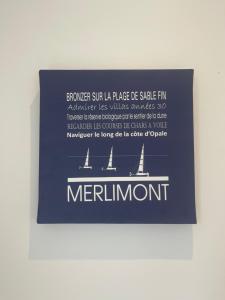 BRONZER SUR LA PLAGE DE SABLE FIN
Admirer les villas années 30
Traverser la réserve biologique par le sentier de la dune
REGARDER LES COURSES DE CHARS A VOILE
Naviguer le long de la côte d'Opale
MERLIMONT